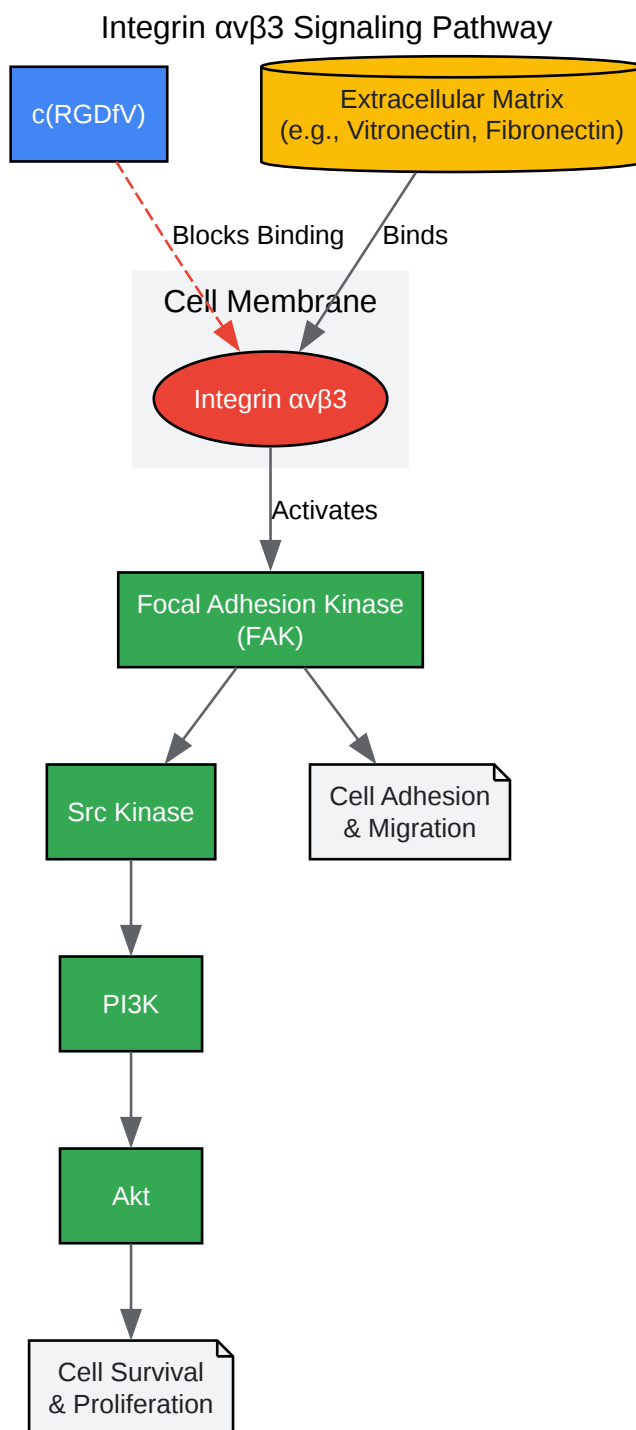 Integrin αvβ3 Signaling Pathway
c(RGDfV)
Extracellular Matrix
(e.g., Vitronectin, Fibronectin)
Blocks Binding
Binds
Cell Membrane
Integrin αvβ3
Activates
Focal Adhesion Kinase
(FAK)
Src Kinase
Cell Adhesion
& Migration
PI3K
Akt
Cell Survival
& Proliferation